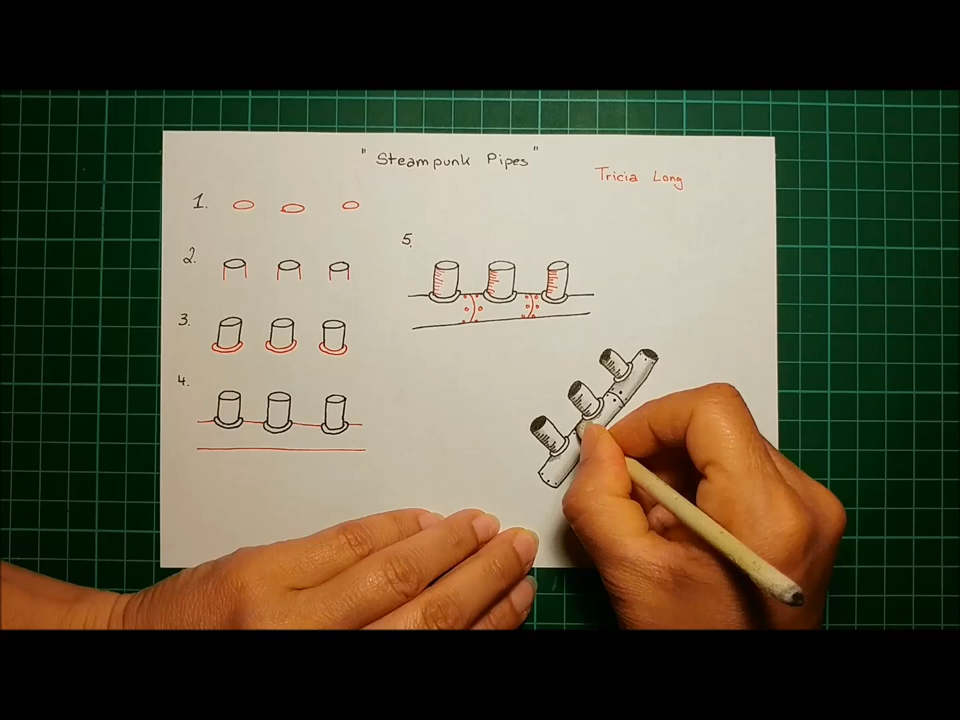 "Steampunk Pipes"
Tricia Long
1.
2.
3.
4.
5.